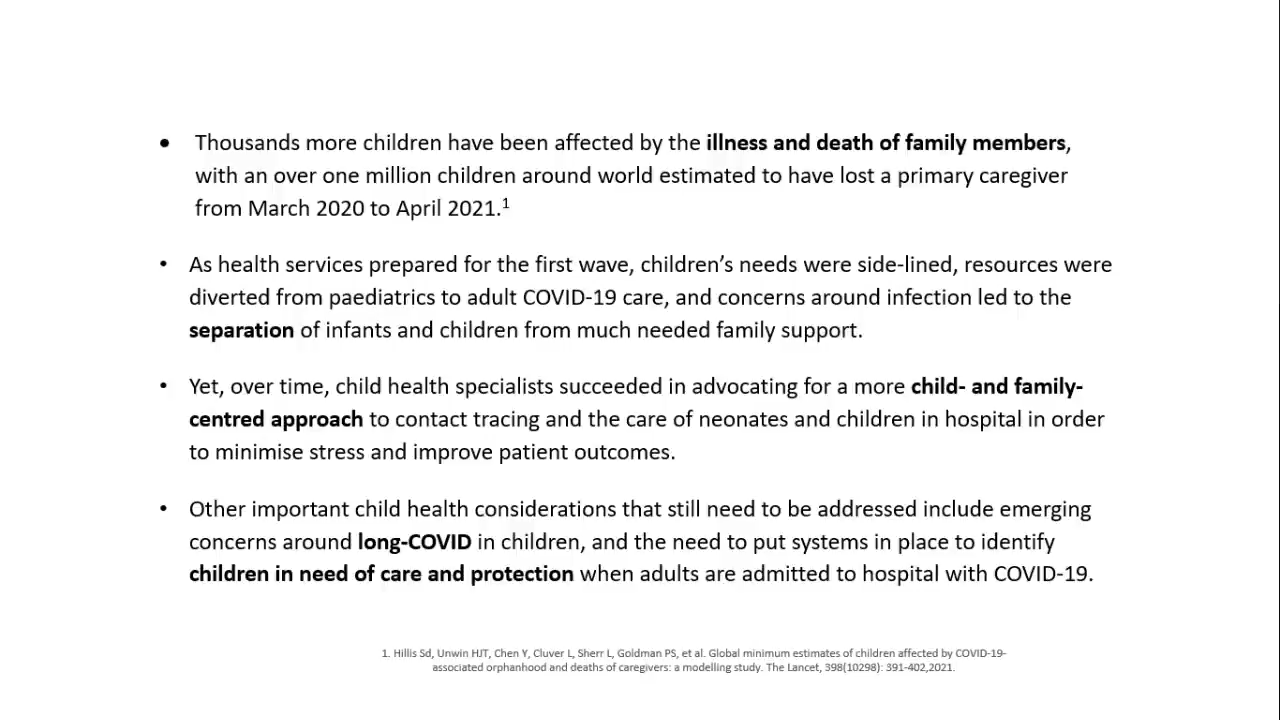 • Thousands more children have been affected by the illness and death of family members,
with an over one million children around world estimated to have lost a primary caregiver
from March 2020 to April 2021.¹
• As health services prepared for the first wave, children’s needs were side-lined, resources were
diverted from paediatrics to adult COVID-19 care, and concerns around infection led to the
separation of infants and children from much needed family support.
• Yet, over time, child health specialists succeeded in advocating for a more child- and family-
centred approach to contact tracing and the care of neonates and children in hospital in order
to minimise stress and improve patient outcomes.
• Other important child health considerations that still need to be addressed include emerging
concerns around long-COVID in children, and the need to put systems in place to identify
children in need of care and protection when adults are admitted to hospital with COVID-19.
1. Hillis Sd, Unwin HJT, Chen Y, Cluver L, Sherr L, Goldman PS, et al. Global minimum estimates of children affected by COVID-19-
associated orphanhood and deaths of caregivers: a modelling study. The Lancet, 398(10298): 391-402,2021.